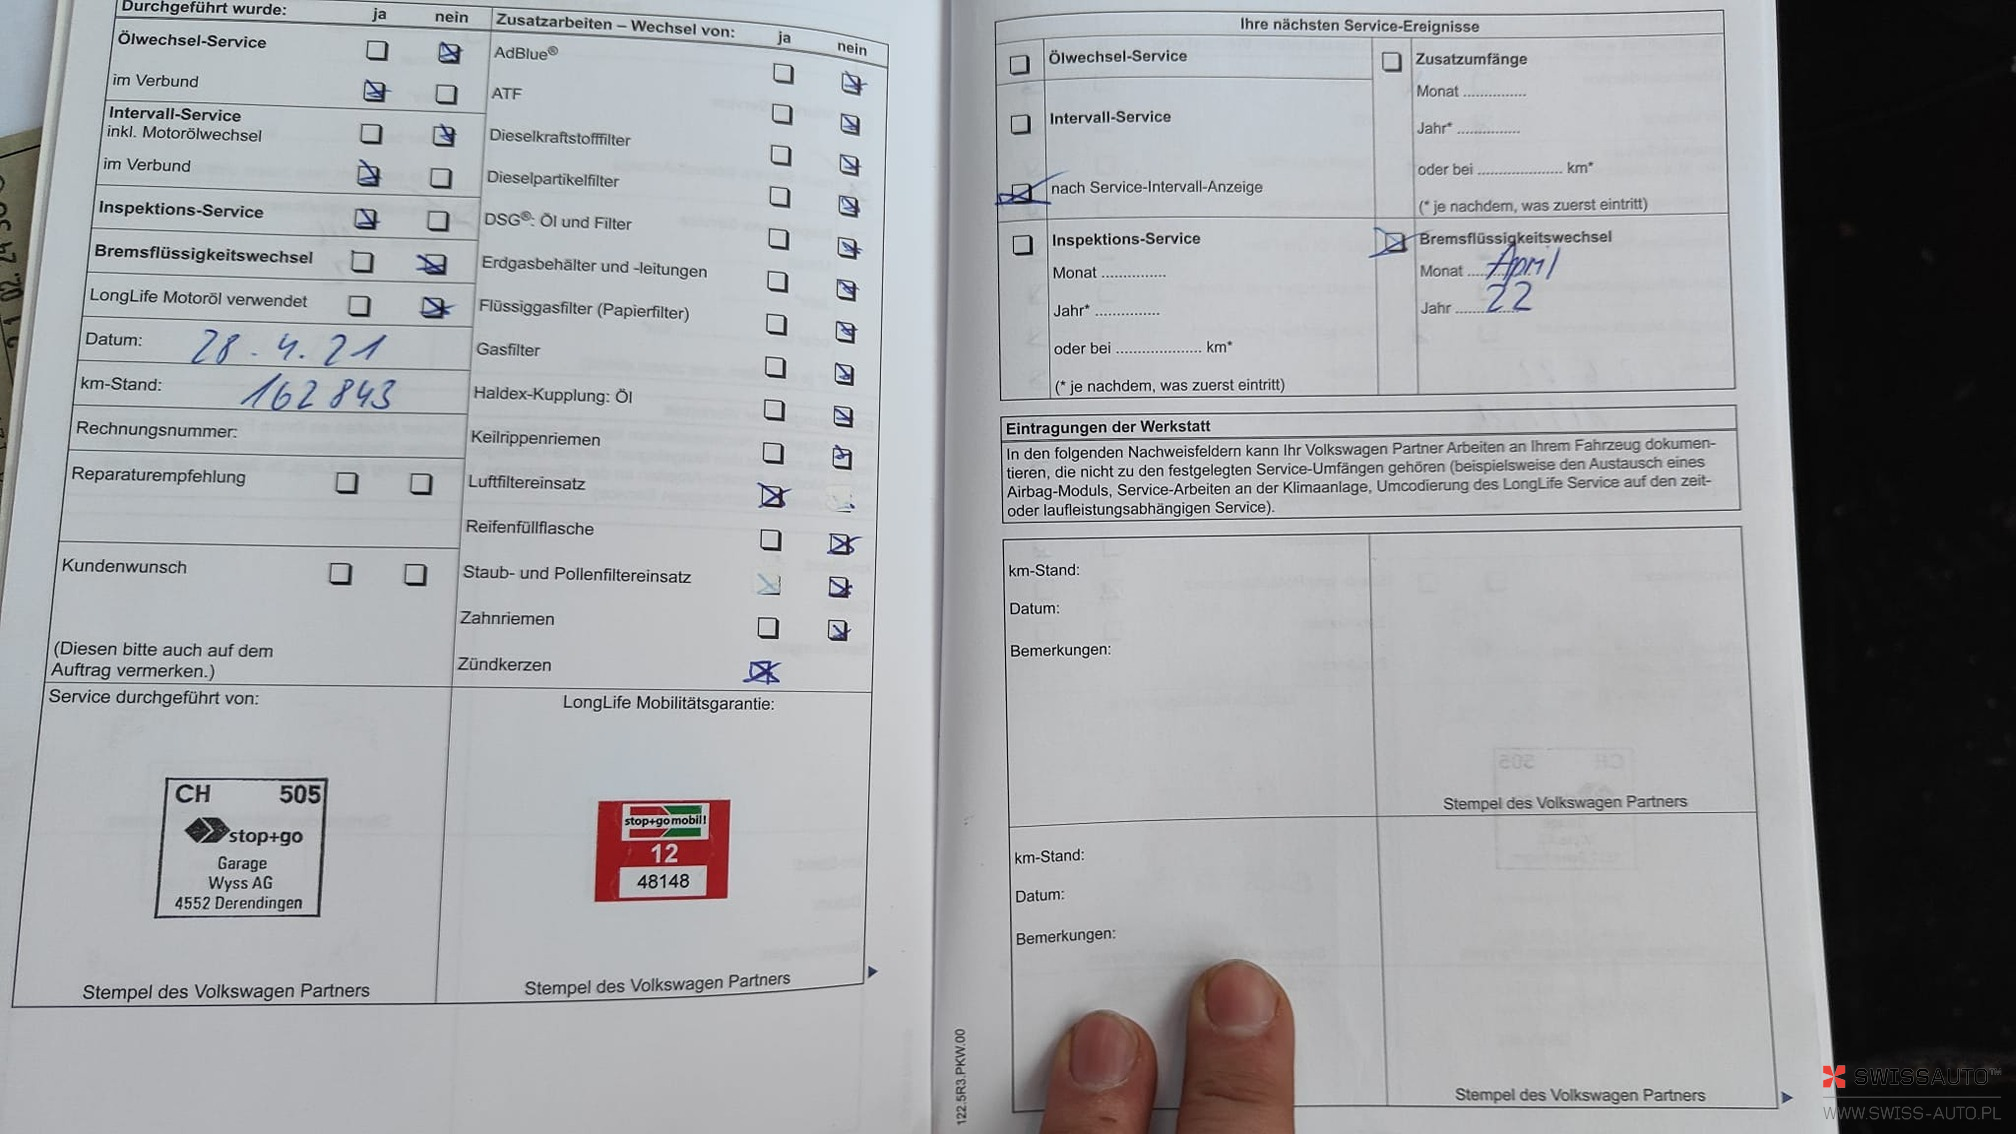 Durchgeführt wurde: ja nein
Ölwechsel-Service
im Verbund
Intervall-Service
inkl. Motorölwechsel
im Verbund
Inspektions-Service
Bremsflüssigkeitswechsel
LongLife Motoröl verwendet
Datum: 28.4.21
km-Stand: 162843
Rechnungsnummer:
Reparaturempfehlung
Kundenwunsch
(Diesen bitte auch auf dem
Auftrag vermerken.)
Service durchgeführt von:
CH 505
stop+go
Garage
Wyss AG
4552 Derendingen
Stempel des Volkswagen Partners
Zusatzarbeiten – Wechsel von: ja nein
AdBlue®
ATF
Dieselkraftstofffilter
Dieselpartikelfilter
DSG®: Öl und Filter
Erdgasbehälter und -leitungen
Flüssiggasfilter (Papierfilter)
Gasfilter
Haldex-Kupplung: Öl
Keilrippenriemen
Luftfiltereinsatz
Reifenfüllflasche
Staub- und Pollenfiltereinsatz
Zahnriemen
Zündkerzen
LongLife Mobilitätsgarantie:
stop+go mobil!
12
48148
Stempel des Volkswagen Partners
Ihre nächsten Service-Ereignisse
Ölwechsel-Service
Intervall-Service
nach Service-Intervall-Anzeige
Inspektions-Service
Monat ...............
Jahr* ...............
oder bei .................... km*
(* je nachdem, was zuerst eintritt)
Zusatzumfänge
Monat ...............
Jahr* ...............
oder bei .................... km*
(* je nachdem, was zuerst eintritt)
Bremsflüssigkeitswechsel
Monat .... April
Jahr .... 22
Eintragungen der Werkstatt
In den folgenden Nachweisfeldern kann Ihr Volkswagen Partner Arbeiten an Ihrem Fahrzeug dokumen-
tieren, die nicht zu den festgelegten Service-Umfängen gehören (beispielsweise den Austausch eines
Airbag-Moduls, Service-Arbeiten an der Klimaanlage, Umcodierung des LongLife Service auf den zeit-
oder laufleistungsabhängigen Service).
km-Stand:
Datum:
Bemerkungen:
Stempel des Volkswagen Partners
km-Stand:
Datum:
Bemerkungen:
Stempel des Volkswagen Partners
122.5R3.PKW.00
SWISSAUTO™
WWW.SWISS-AUTO.PL